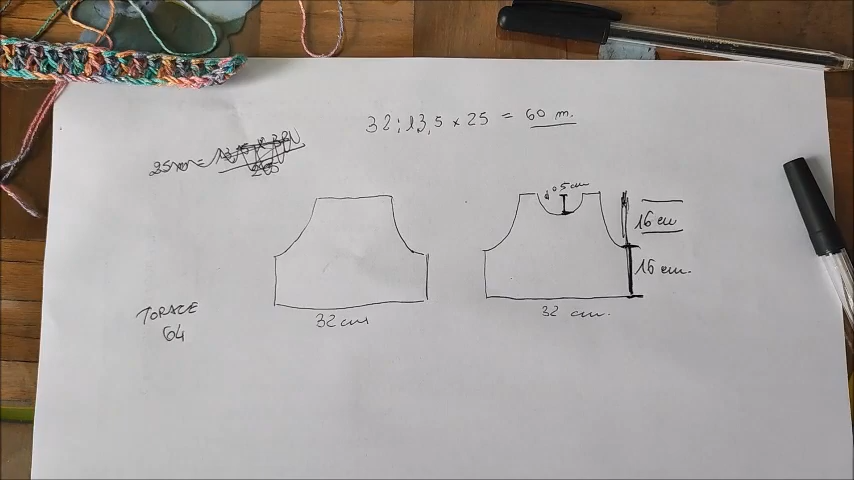 32:13,5 x 25 = 60 m.
5 cm
16 cm
16 cm.
32 cm
32 cm.
TORACE
64